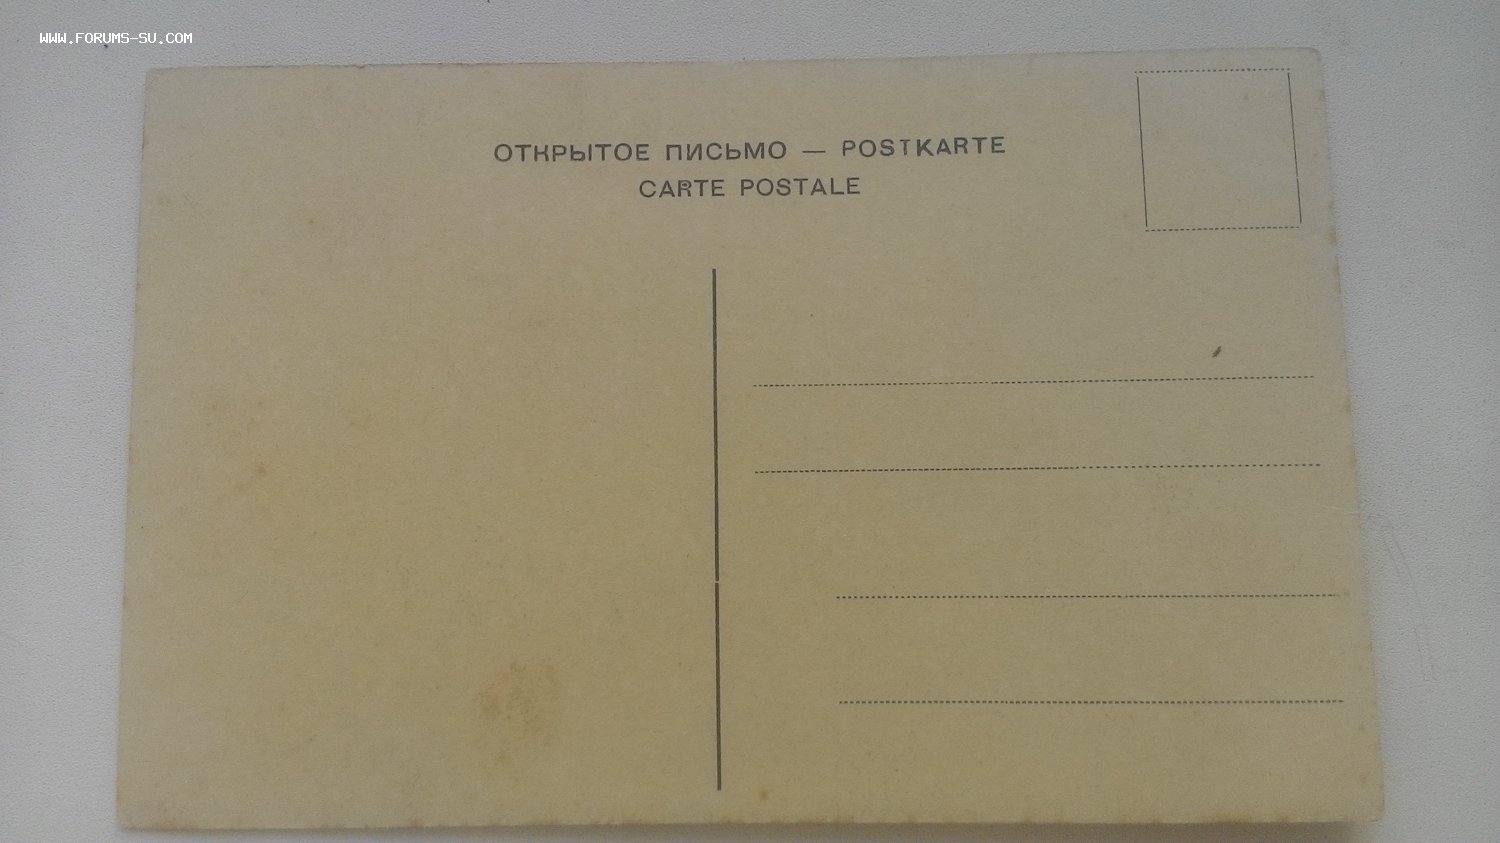 WWW.FORUMS-SU.COM
ОТКРЫТОЕ ПИСЬМО — POSTKARTE
CARTE POSTALE